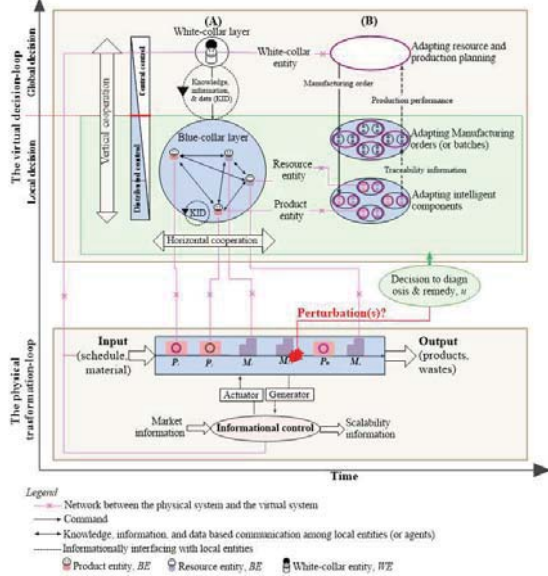 (A)
(B)
White-collar layer
White-collar
entity
Adapting resource and
production planning
Knowledge,
information,
& data (KID)
Manufacturing order
Production performance
The virtual decision-loop
Global decision
Local decision
Vertical cooperation
Central control
Distributed control
Blue-collar layer
Resource
entity
Product
entity
KID
Adapting Manufacturing
orders (or batches)
Traceability information
Adapting intelligent
components
Horizontal cooperation
Decision to diagn
osis & remedy, u
Perturbation(s)?
The physical
trasformation-loop
Input
(schedule,
material)
Output
(products,
wastes)
Actuator
Generator
Market
information
Informational control
Scalability
information
Time
Legend
Network between the physical system and the virtual system
Command
Knowledge, information, and data based communication among local entities (or agents)
Informationally interfacing with local entities
Product entity, BE
Resource entity, BE
White-collar entity, WE